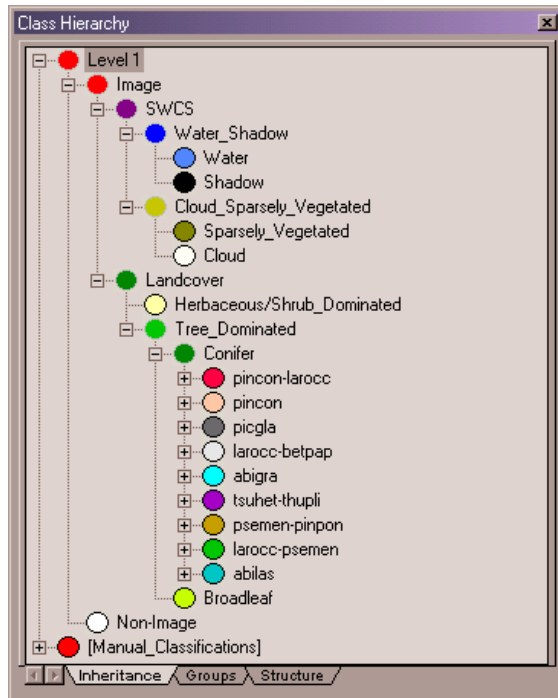 Class Hierarchy
Level 1
Image
SWCS
Water_Shadow
Water
Shadow
Cloud_Sparsely_Vegetated
Sparsely_Vegetated
Cloud
Landcover
Herbaceous/Shrub_Dominated
Tree_Dominated
Conifer
pincon-larocc
pincon
picgla
larocc-betpap
abigra
tsuhet-thupli
psemen-pinpon
larocc-psemen
abilas
Broadleaf
Non-Image
[Manual_Classifications]
Inheritance Groups Structure